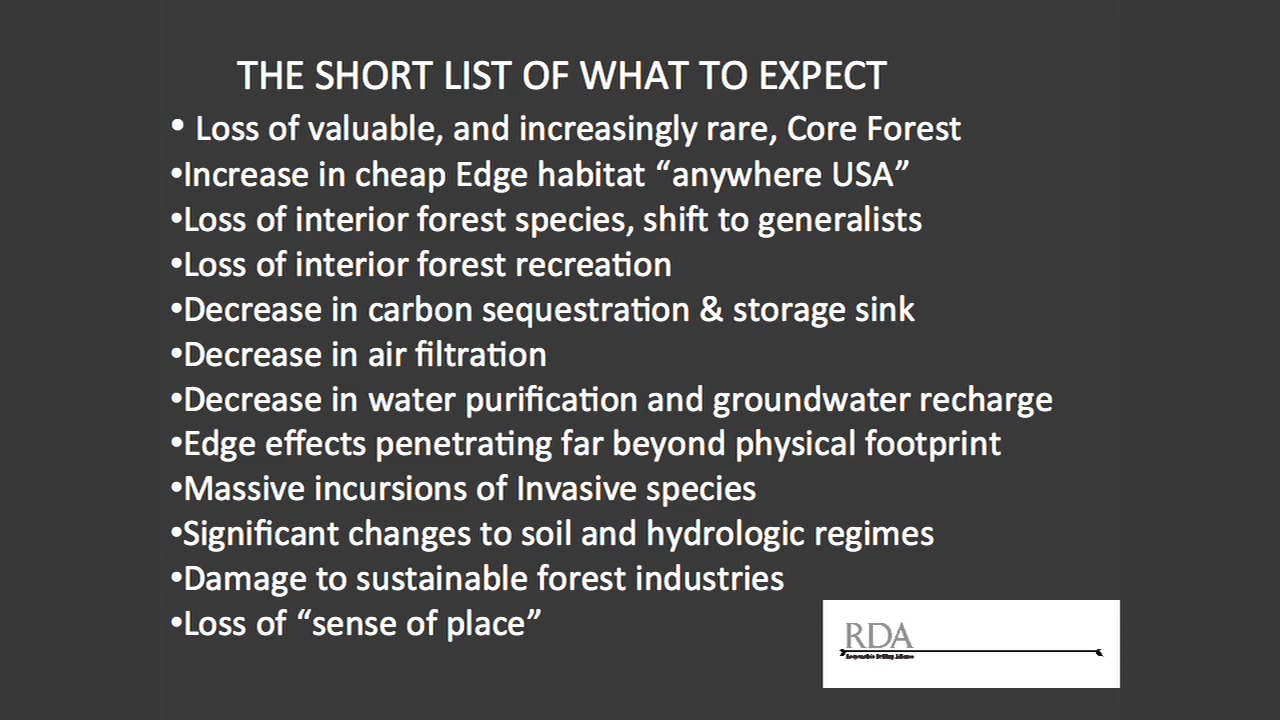 THE SHORT LIST OF WHAT TO EXPECT
• Loss of valuable, and increasingly rare, Core Forest
•Increase in cheap Edge habitat “anywhere USA”
•Loss of interior forest species, shift to generalists
•Loss of interior forest recreation
•Decrease in carbon sequestration & storage sink
•Decrease in air filtration
•Decrease in water purification and groundwater recharge
•Edge effects penetrating far beyond physical footprint
•Massive incursions of Invasive species
•Significant changes to soil and hydrologic regimes
•Damage to sustainable forest industries
•Loss of “sense of place”
RDA
Responsible Drilling Alliance